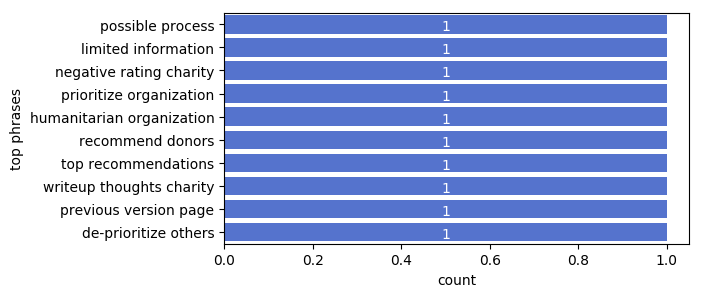 possible process 1
limited information 1
negative rating charity 1
prioritize organization 1
humanitarian organization 1
recommend donors 1
top recommendations 1
writeup thoughts charity 1
previous version page 1
de-prioritize others 1
top phrases
0.0 0.2 0.4 0.6 0.8 1.0
count